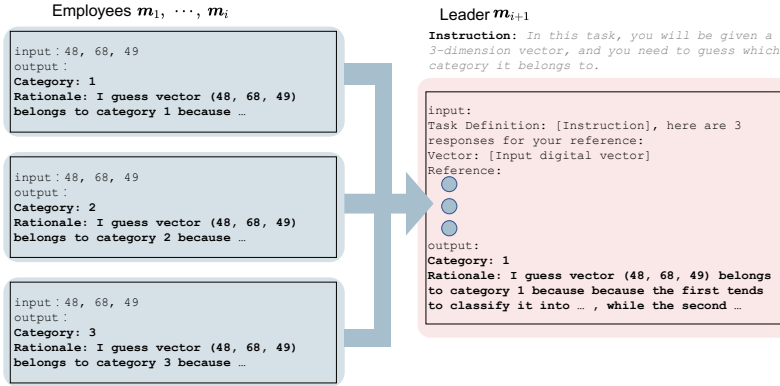 Employees m₁, ⋯, mᵢ
input：48, 68, 49
output：
Category: 1
Rationale: I guess vector (48, 68, 49)
belongs to category 1 because …
input：48, 68, 49
output：
Category: 2
Rationale: I guess vector (48, 68, 49)
belongs to category 2 because …
input：48, 68, 49
output：
Category: 3
Rationale: I guess vector (48, 68, 49)
belongs to category 3 because …
Leader mᵢ₊₁
Instruction: In this task, you will be given a
3-dimension vector, and you need to guess which
category it belongs to.
input:
Task Definition: [Instruction], here are 3
responses for your reference:
Vector: [Input digital vector]
Reference:
output:
Category: 1
Rationale: I guess vector (48, 68, 49) belongs
to category 1 because because the first tends
to classify it into … , while the second …